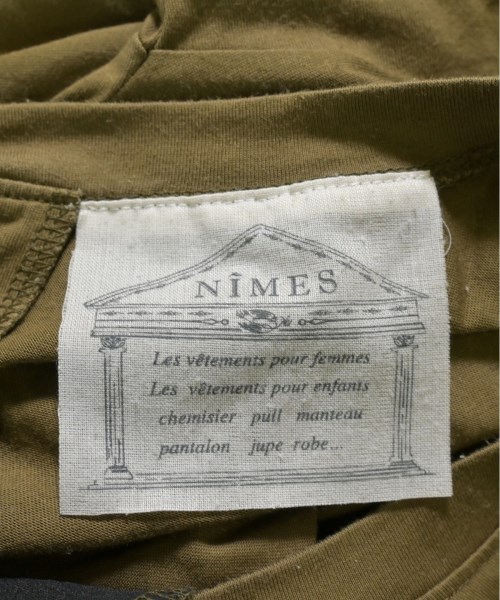 NÎMES
Les vêtements pour femmes
Les vêtements pour enfants
chemisier pull manteau
pantalon jupe robe...